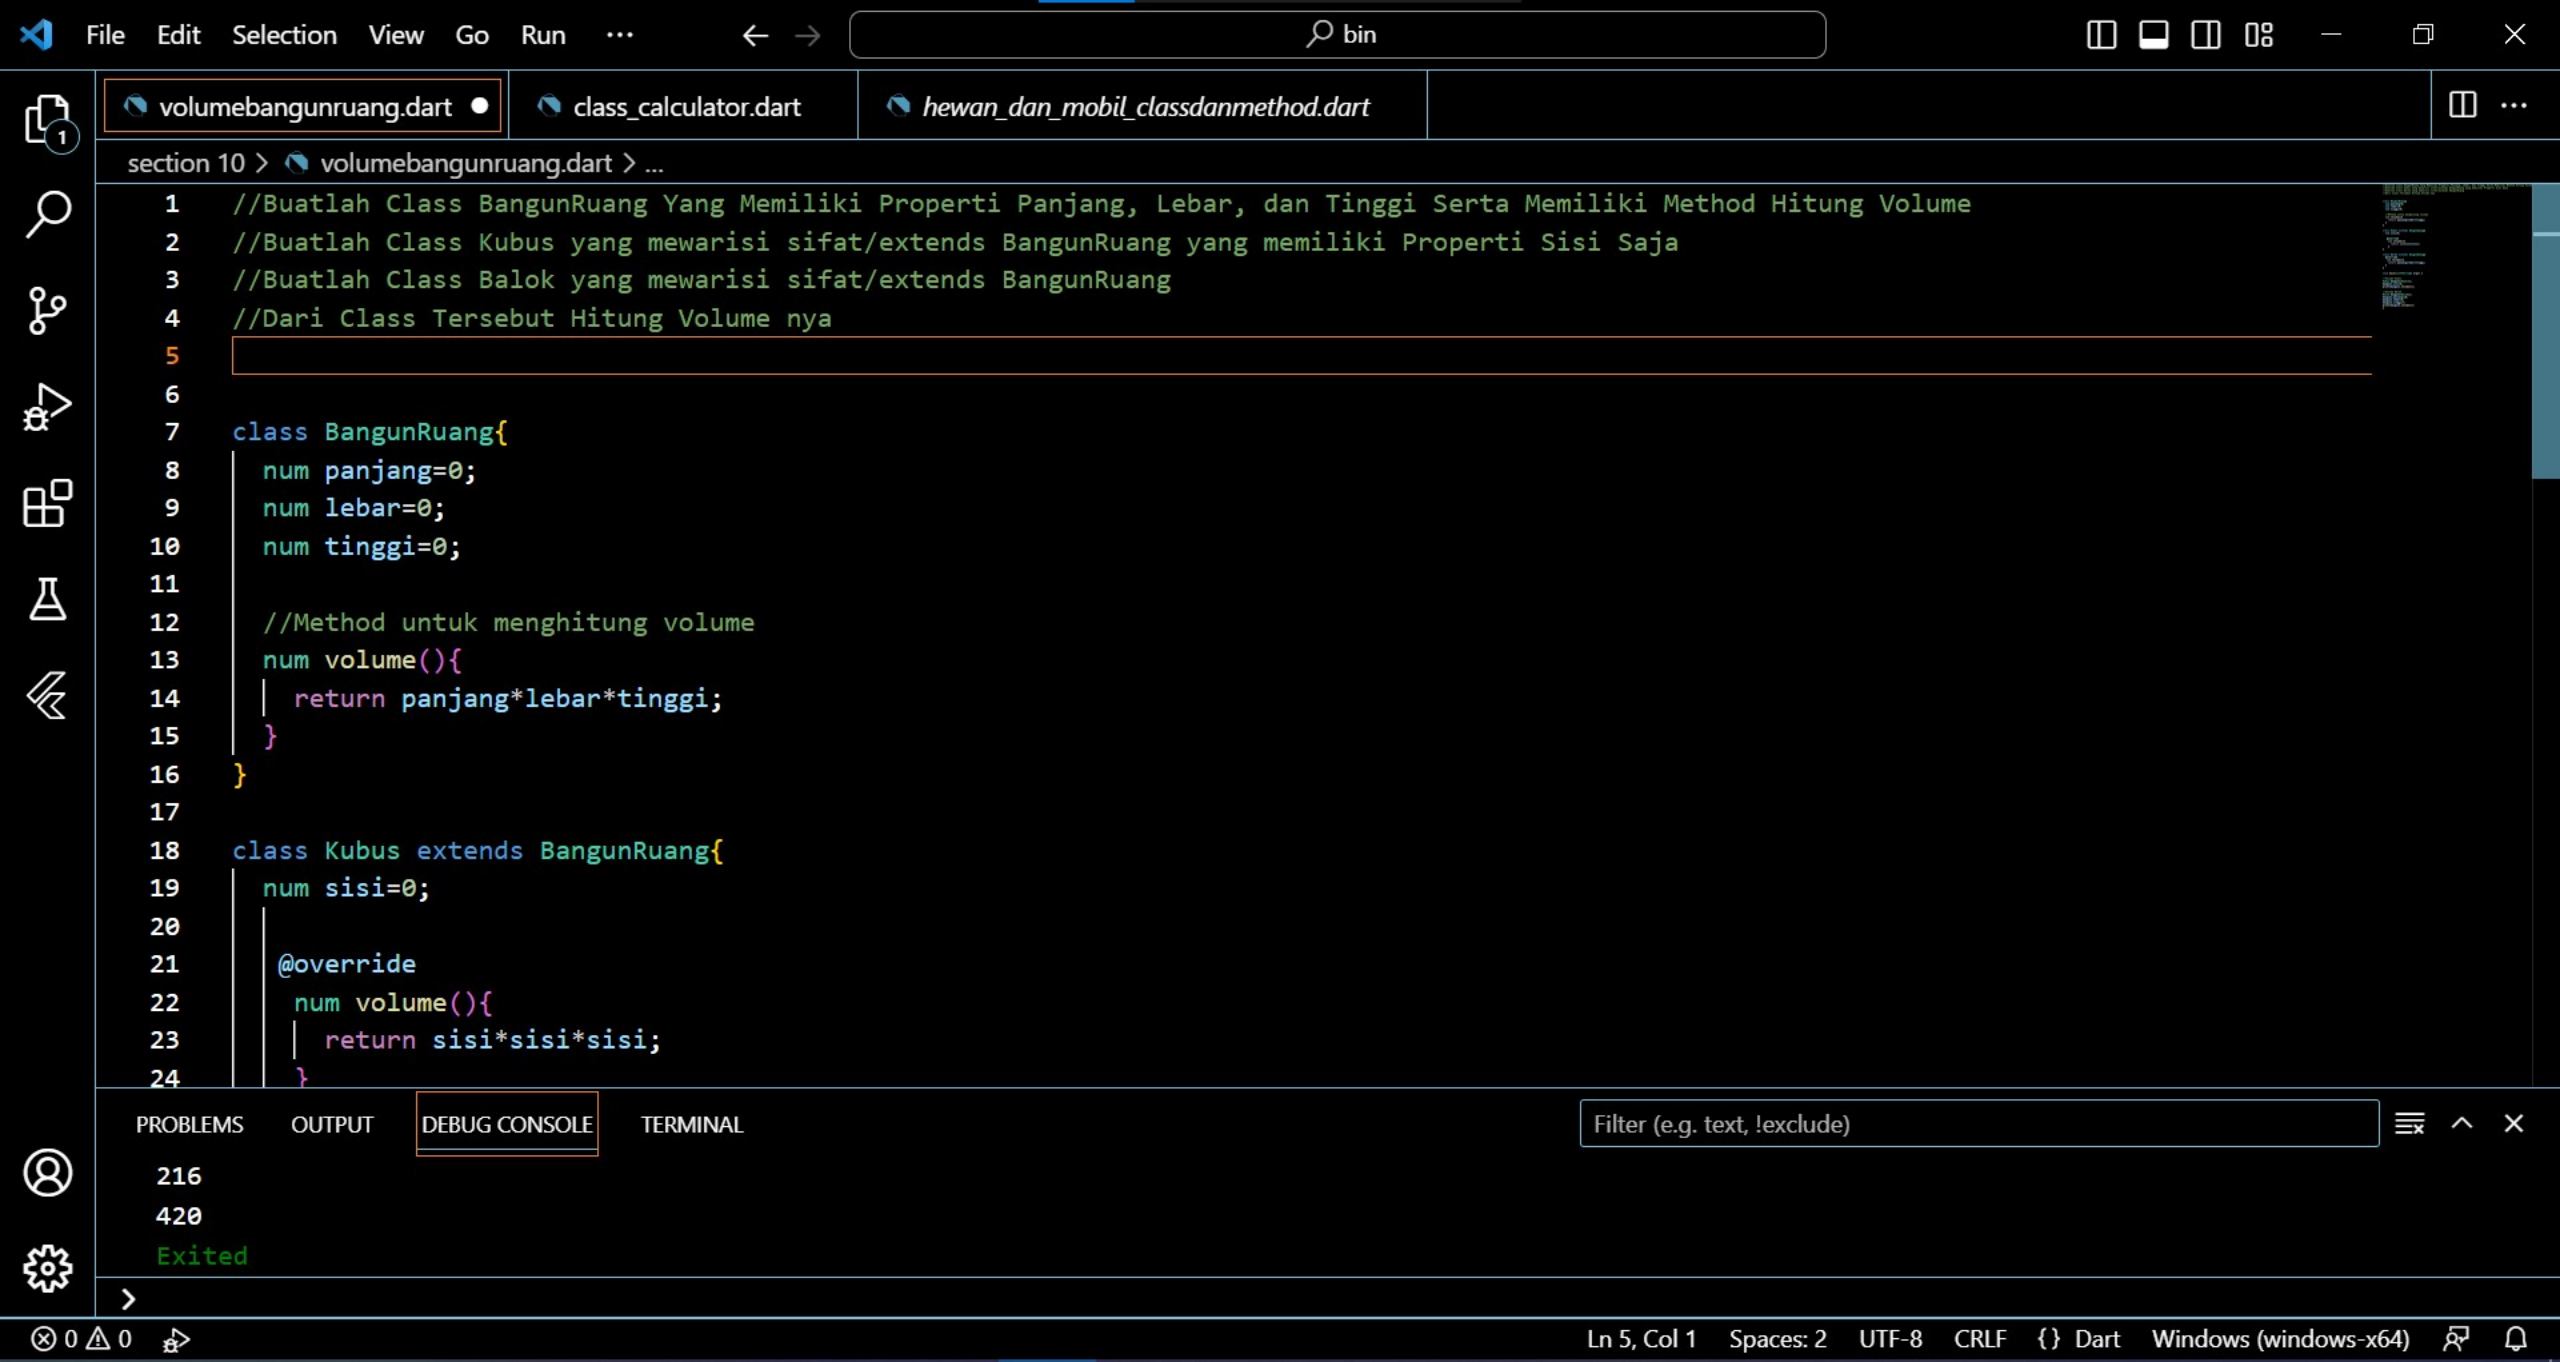 File Edit Selection View Go Run ··· bin
volumebangunruang.dart class_calculator.dart hewan_dan_mobil_classdanmethod.dart
1
section 10 > volumebangunruang.dart > ...
1 //Buatlah Class BangunRuang Yang Memiliki Properti Panjang, Lebar, dan Tinggi Serta Memiliki Method Hitung Volume
2 //Buatlah Class Kubus yang mewarisi sifat/extends BangunRuang yang memiliki Properti Sisi Saja
3 //Buatlah Class Balok yang mewarisi sifat/extends BangunRuang
4 //Dari Class Tersebut Hitung Volume nya
5
6
7 class BangunRuang{
8 num panjang=0;
9 num lebar=0;
10 num tinggi=0;
11
12 //Method untuk menghitung volume
13 num volume(){
14 return panjang*lebar*tinggi;
15 }
16 }
17
18 class Kubus extends BangunRuang{
19 num sisi=0;
20
21 @override
22 num volume(){
23 return sisi*sisi*sisi;
24 }
PROBLEMS OUTPUT DEBUG CONSOLE TERMINAL Filter (e.g. text, !exclude)
216
420
Exited
>
0 0 Ln 5, Col 1 Spaces: 2 UTF-8 CRLF {} Dart Windows (windows-x64)